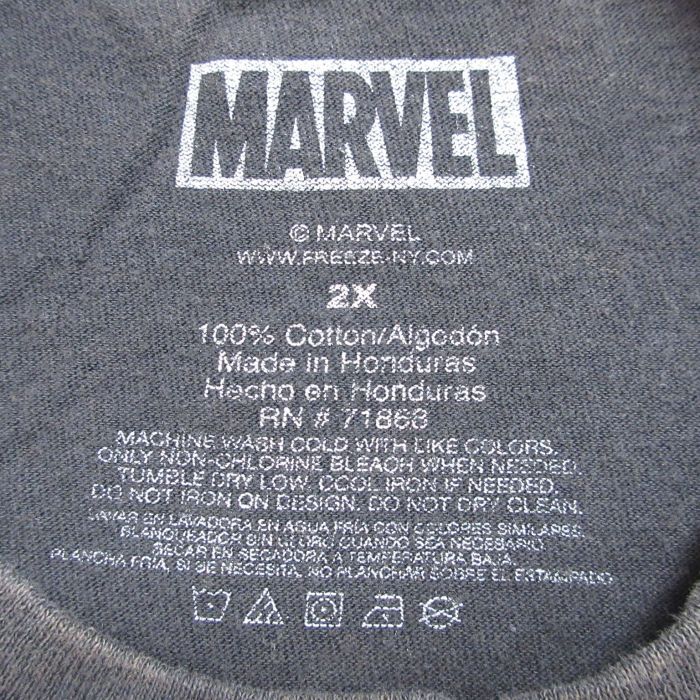 MARVEL
© MARVEL
WWW.FREEZE-NY.COM
2X
100% Cotton/Algodón
Made in Honduras
Hecho en Honduras
RN # 71863
MACHINE WASH COLD WITH LIKE COLORS.
ONLY NON-CHLORINE BLEACH WHEN NEEDED.
TUMBLE DRY LOW. COOL IRON IF NEEDED.
DO NOT IRON ON DESIGN. DO NOT DRY CLEAN.
LAVAR EN LAVADORA EN AGUA FRÍA CON COLORES SIMILARES.
BLANQUEADOR SIN CLORO CUANDO SEA NECESARIO
SECAR EN SECADORA A TEMPERATURA BAJA.
PLANCHA FRÍA, SI SE NECESITA. NO PLANCHAR SOBRE EL ESTAMPADO